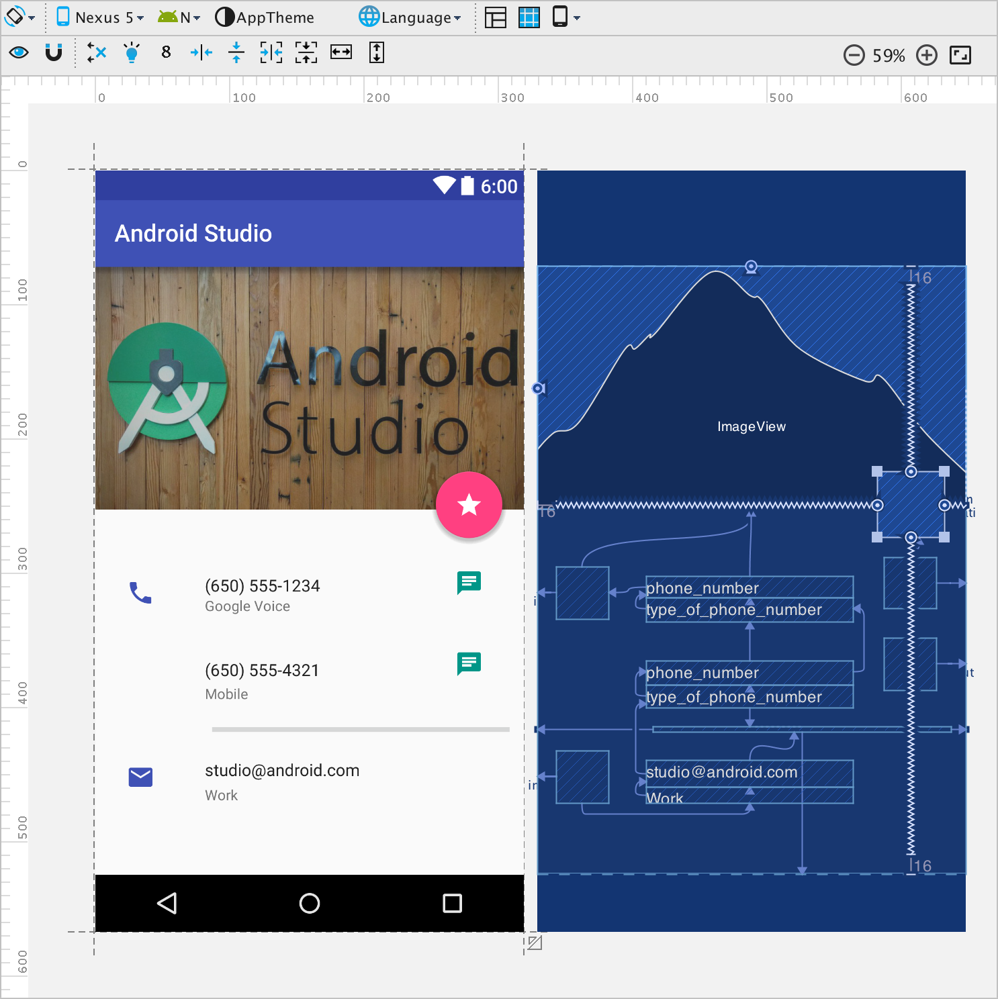 Nexus 5 N AppTheme Language
8 59%
0 100 200 300 400 500 600
0
100
200
300
400
500
600
6:00
Android Studio
Android
Studio
(650) 555-1234
Google Voice
(650) 555-4321
Mobile
studio@android.com
Work
16
ImageView
16
phone_number
type_of_phone_number
phone_number
type_of_phone_number
studio@android.com
Work
16